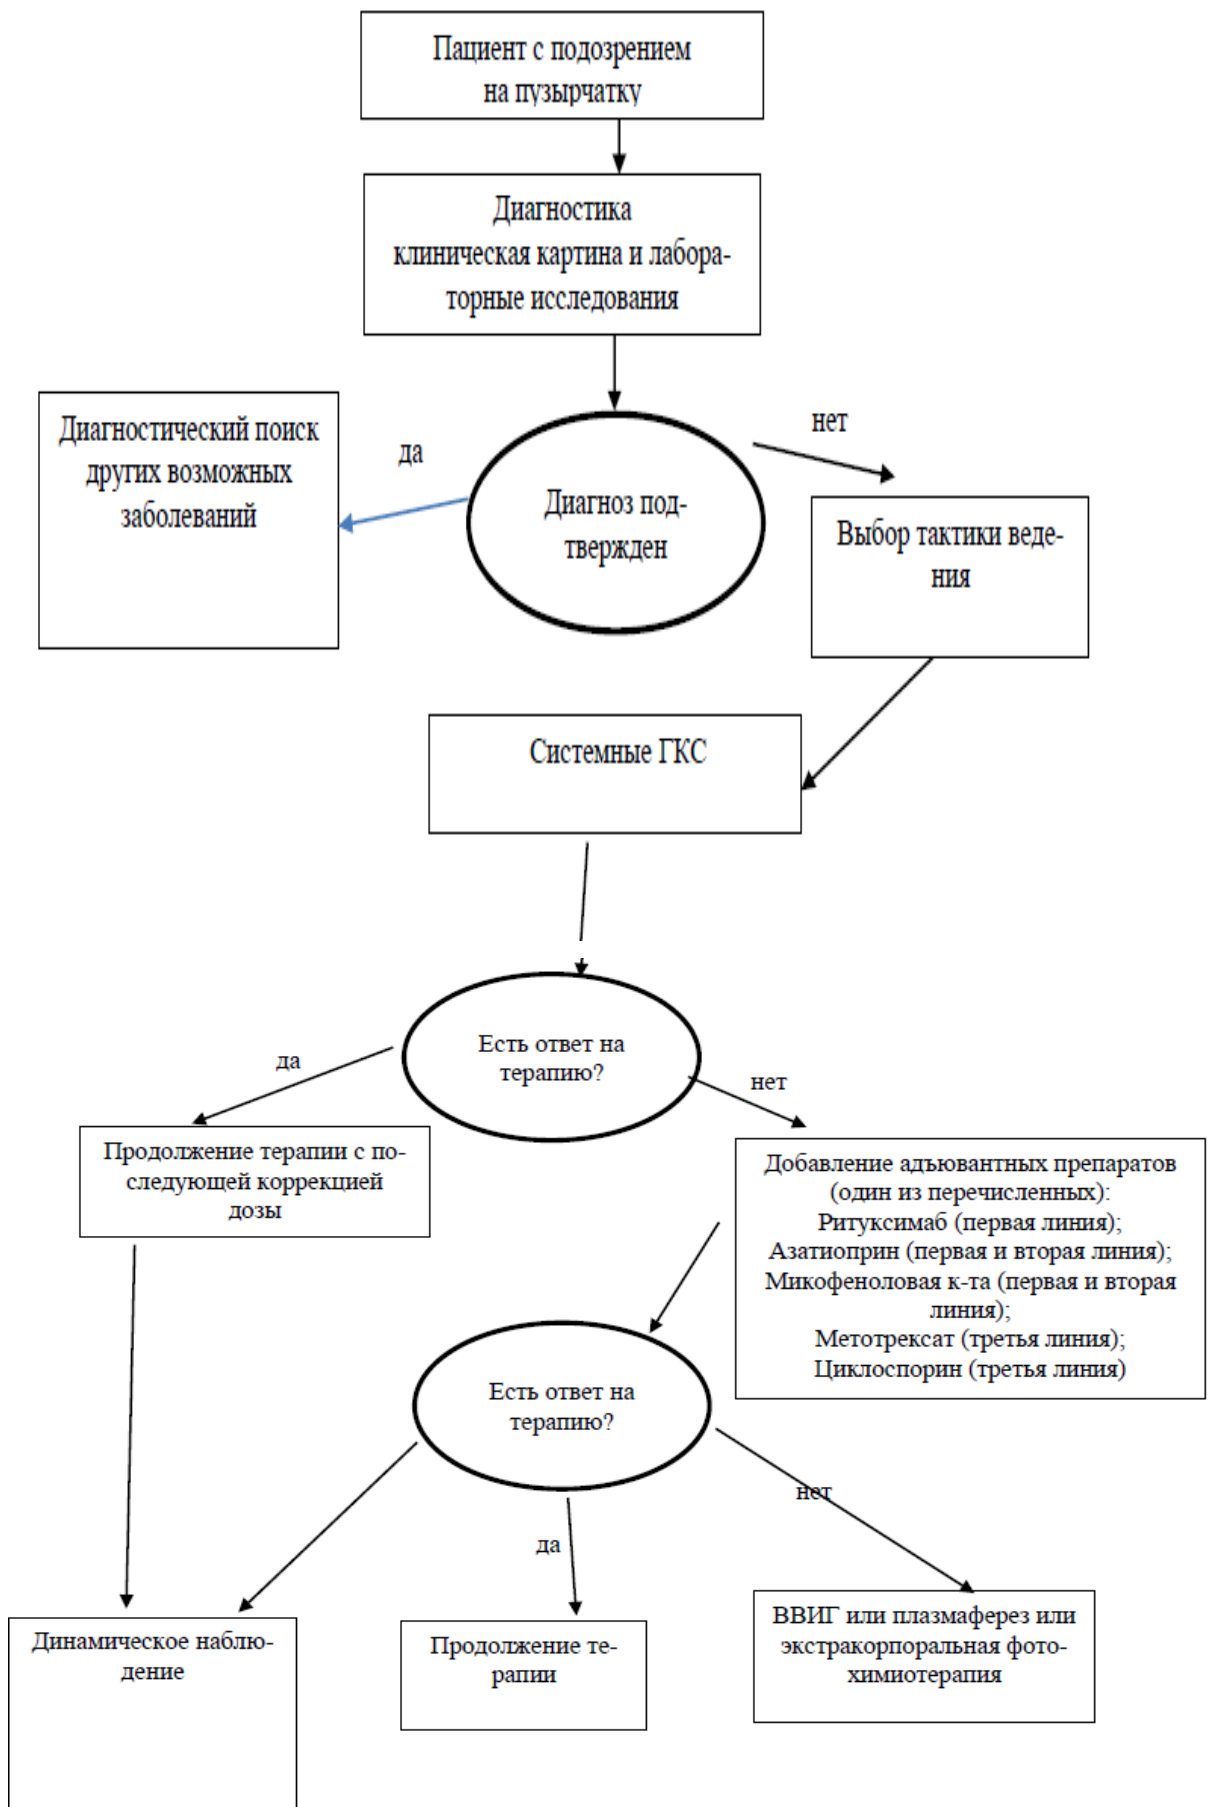 Пациент с подозрением
на пузырчатку
Диагностика
клиническая картина и лабора-
торные исследования
Диагностический поиск
других возможных
заболеваний
да
Диагноз под-
твержден
нет
Выбор тактики веде-
ния
Системные ГКС
Есть ответ на
терапию?
да
нет
Продолжение терапии с по-
следующей коррекцией
дозы
Добавление адъювантных препаратов
(один из перечисленных):
Ритуксимаб (первая линия);
Азатиоприн (первая и вторая линия);
Микофеноловая к-та (первая и вторая
линия);
Метотрексат (третья линия);
Циклоспорин (третья линия)
Есть ответ на
терапию?
нет
да
Динамическое наблю-
дение
Продолжение те-
рапии
ВВИГ или плазмаферез или
экстракорпоральная фото-
химиотерапия